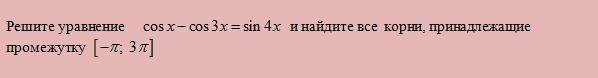 Решите уравнение cos x − cos 3x = sin 4x и найдите все корни, принадлежащие
промежутку [−π; 3π]